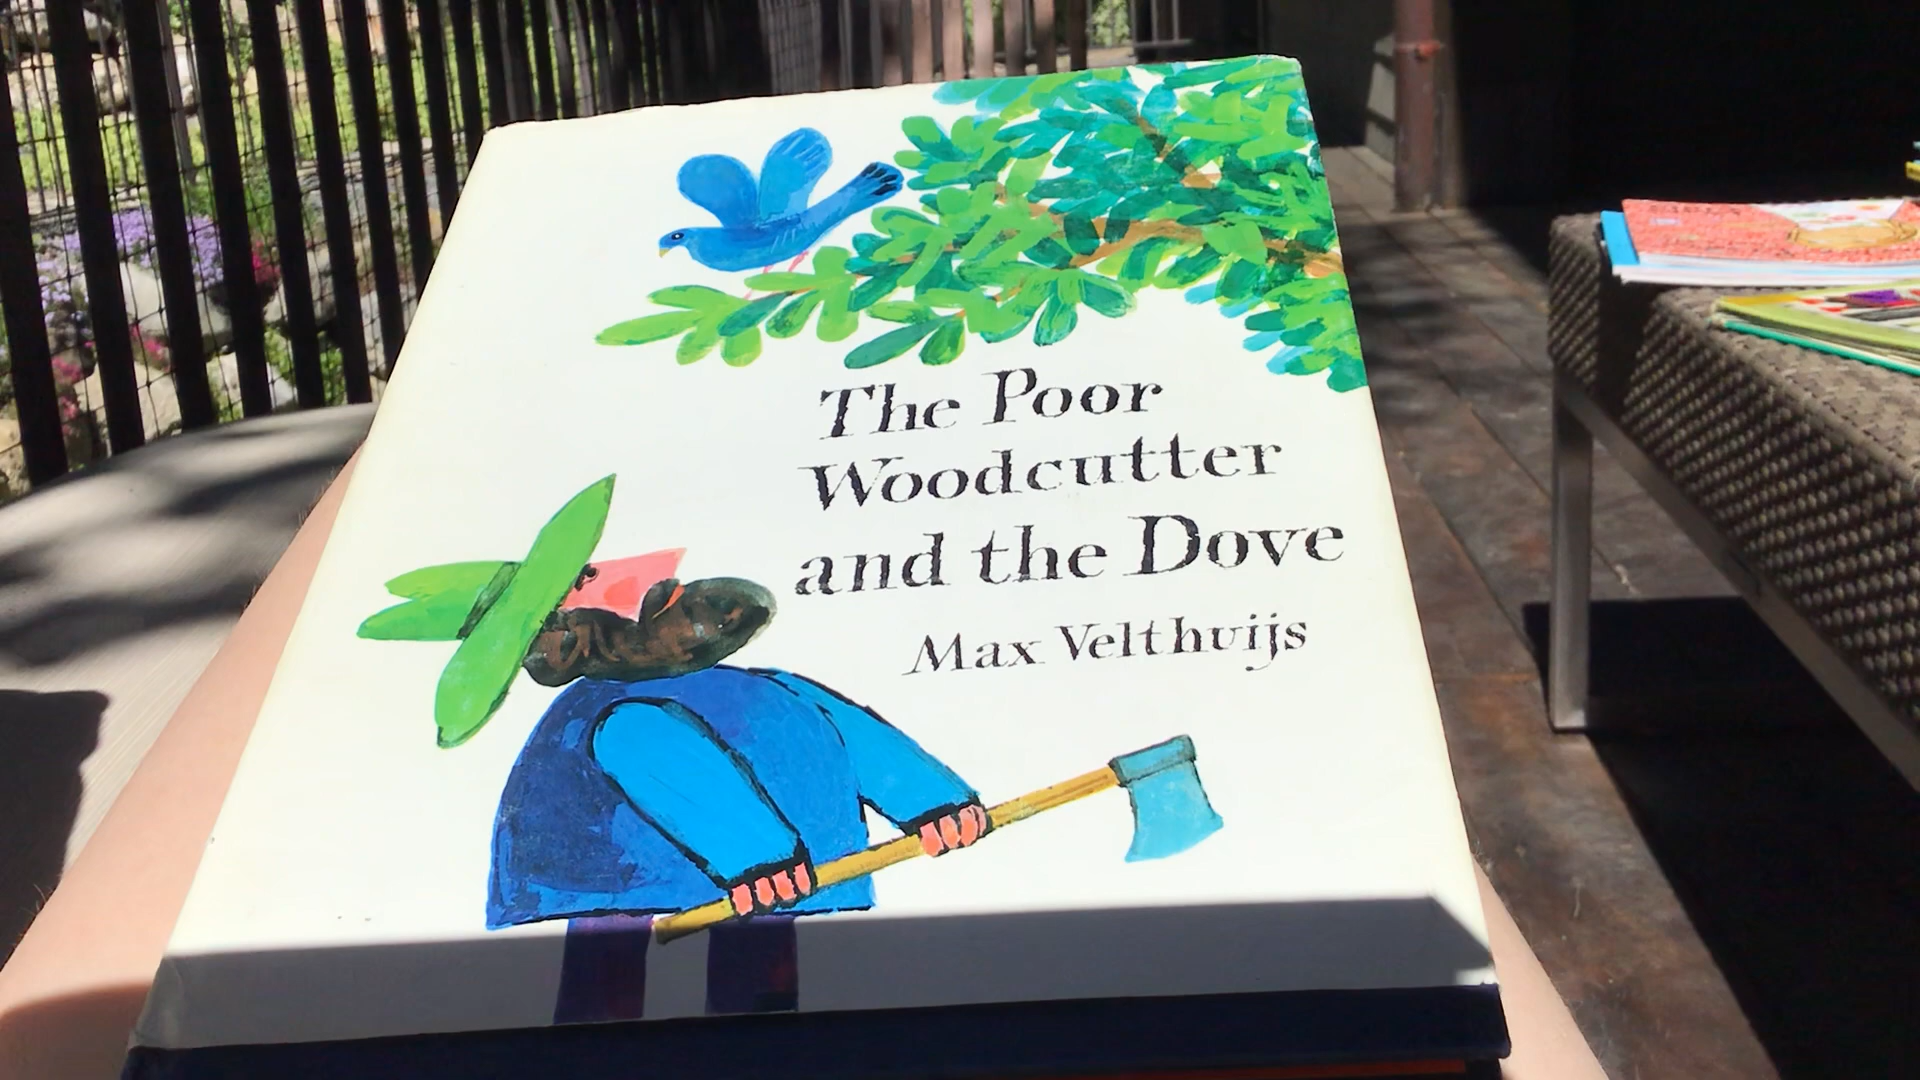 The Poor
Woodcutter
and the Dove
Max Velthuijs